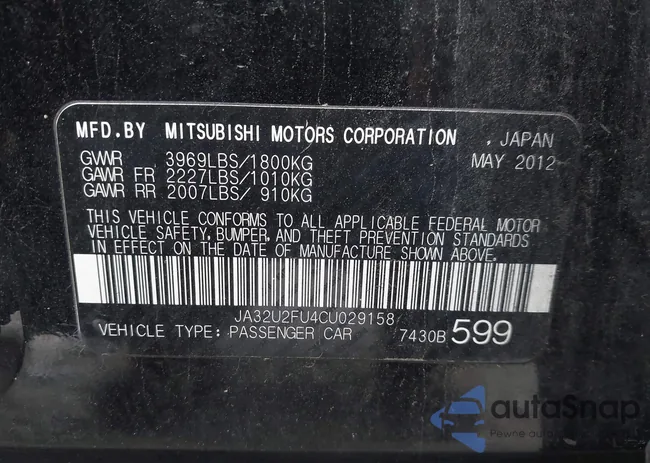 MFD.BY MITSUBISHI MOTORS CORPORATION , JAPAN
GVWR 3969LBS/1800KG MAY 2012
GAWR FR 2227LBS/1010KG
GAWR RR 2007LBS/ 910KG
THIS VEHICLE CONFORMS TO ALL APPLICABLE FEDERAL MOTOR
VEHICLE SAFETY, BUMPER, AND THEFT PREVENTION STANDARDS
IN EFFECT ON THE DATE OF MANUFACTURE SHOWN ABOVE.
JA32U2FU4CU029158
VEHICLE TYPE: PASSENGER CAR 7430B 599
autoSnap